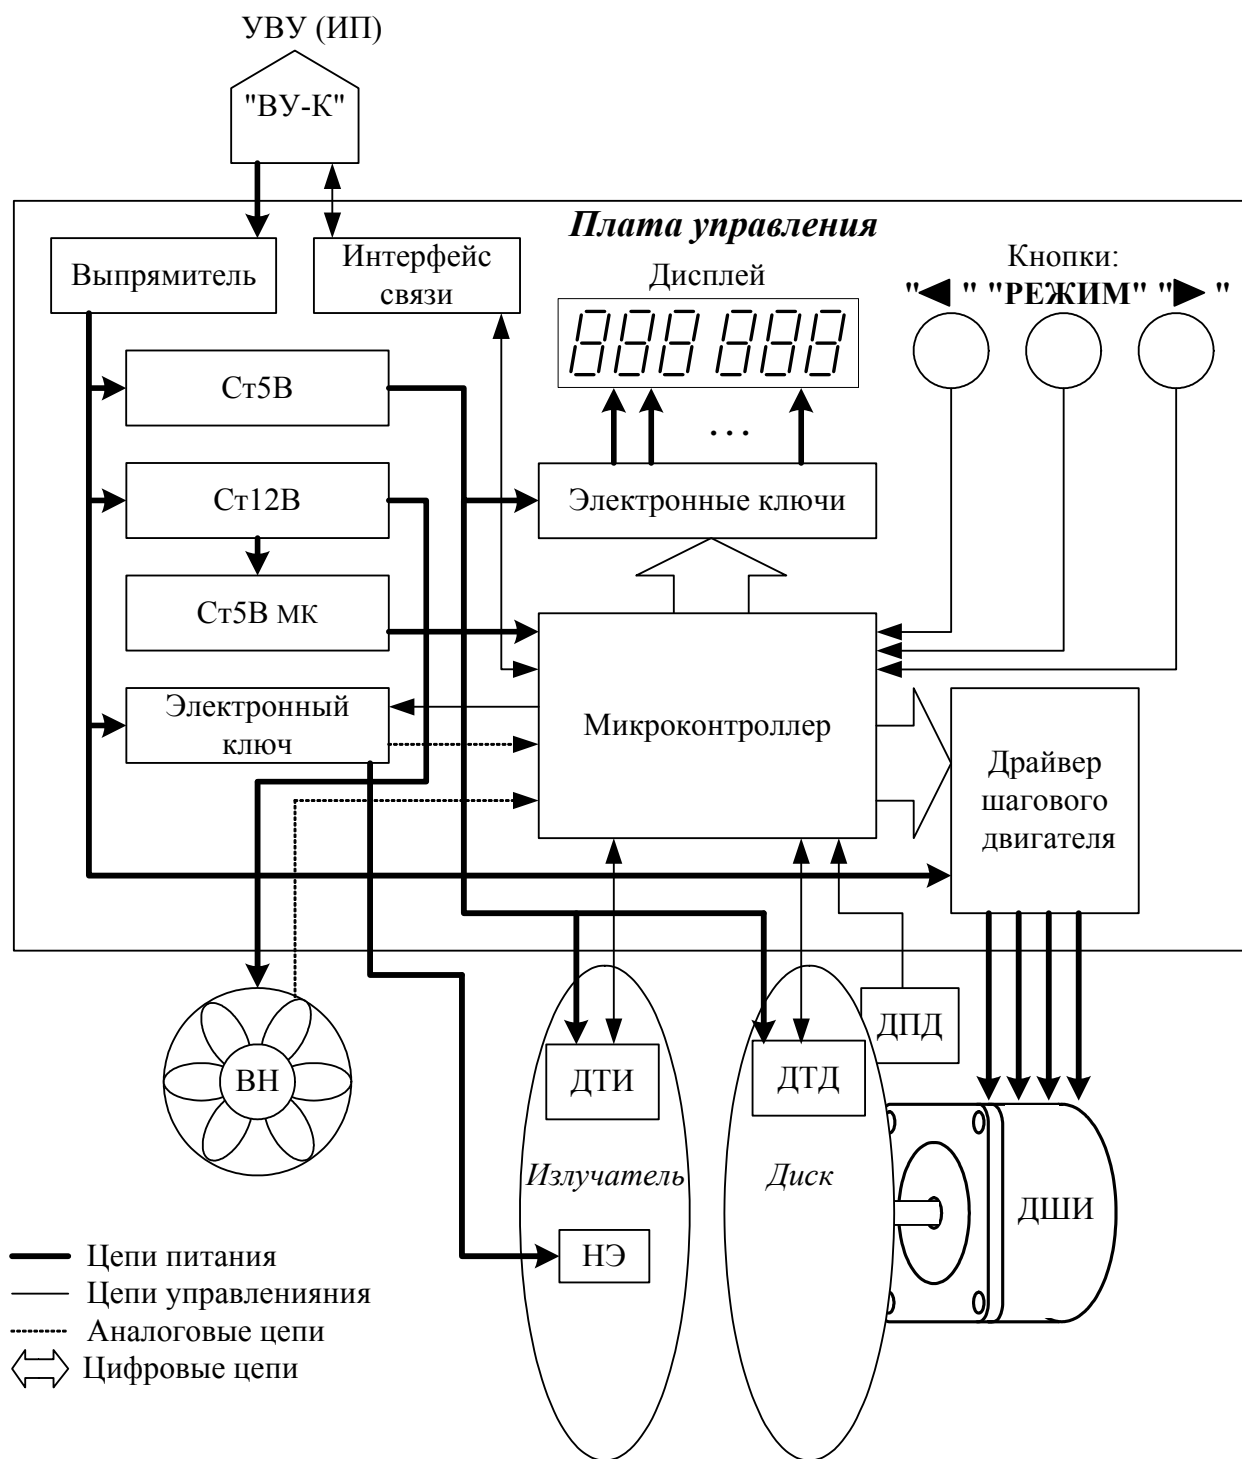 УВУ (ИП)
"ВУ-К"
Плата управления
Выпрямитель
Интерфейс
связи
Дисплей
Кнопки:
"◄ " "РЕЖИМ" "► "
888 888
Ст5В
...
Ст12В
Электронные ключи
Ст5В МК
Электронный
ключ
Микроконтроллер
Драйвер
шагового
двигателя
ВН
ДТИ
ДТД
ДПД
Излучатель
Диск
ДШИ
НЭ
Цепи питания
Цепи управленияния
Аналоговые цепи
Цифровые цепи